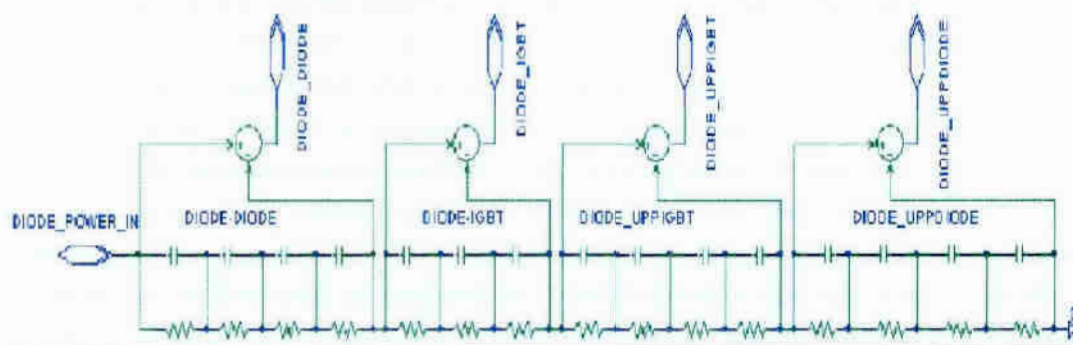 DIODE_DIODE
DIODE_IGBT
DIODE_UPPIGBT
DIODE_UPPDIODE
DIODE_POWER_IN
DIODE-DIODE
DIODE-IGBT
DIODE_UPPIGBT
DIODE_UPPDIODE